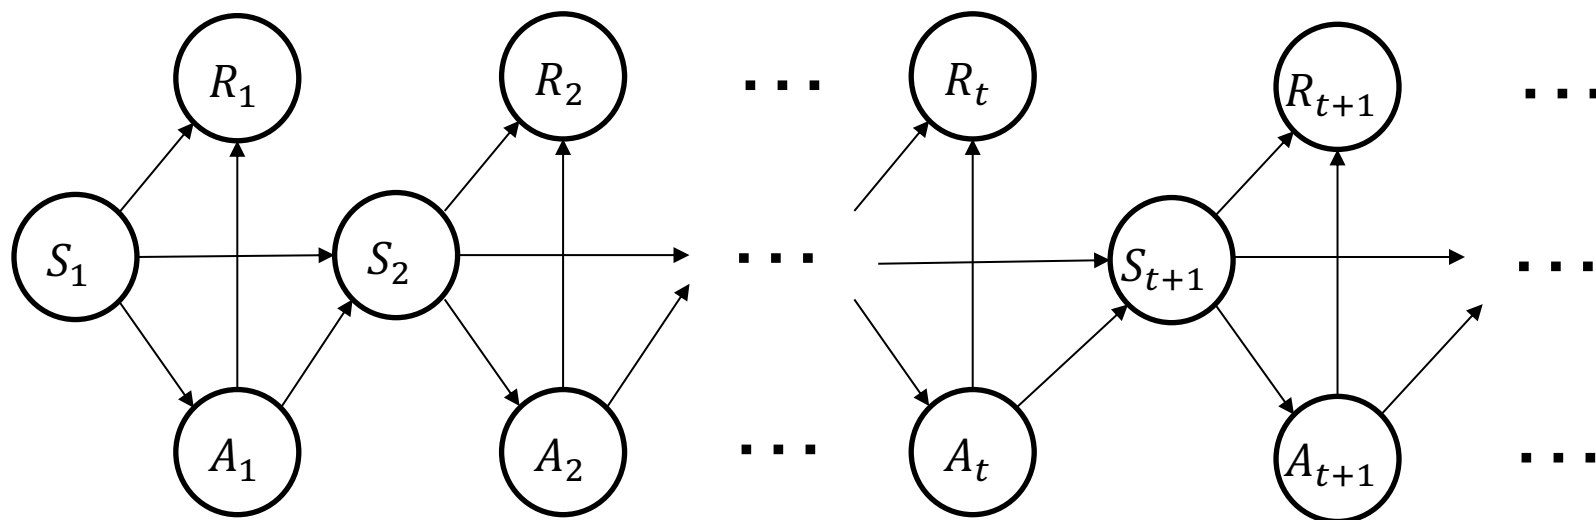 R₁ R₂ ... Rₜ Rₜ₊₁ ...
S₁ S₂ ... Sₜ₊₁ ...
A₁ A₂ ... Aₜ Aₜ₊₁ ...